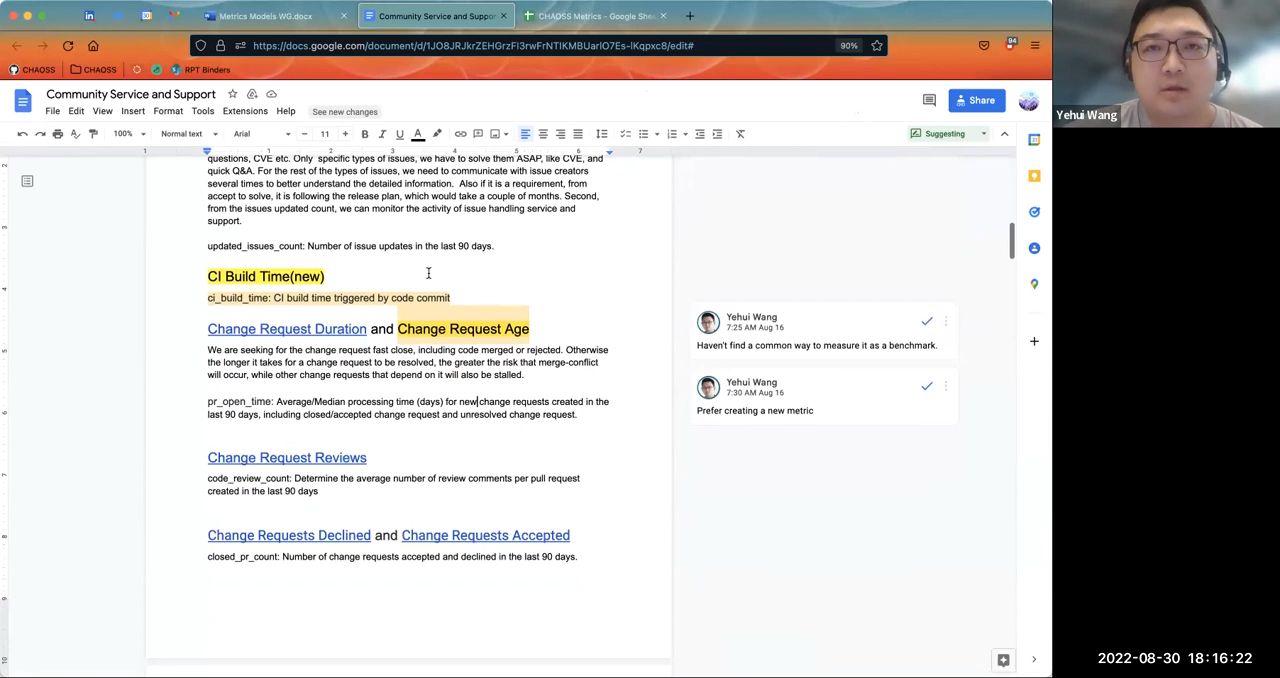 Metrics Models WG.docx
Community Service and Suppor
CHAOSS Metrics - Google She
https://docs.google.com/document/d/1JO8JRJkrZEHGrzFI3rwFrNTIKMBUarIO7Es-IKqpxc8/edit#
90%
94
CHAOSS
CHAOSS
RPT Binders
Community Service and Support
File Edit View Insert Format Tools Extensions Help
See new changes
Share
100%
Normal text
Arial
11
Suggesting
questions, CVE etc. Only specific types of issues, we have to solve them ASAP, like CVE, and
quick Q&A. For the rest of the types of issues, we need to communicate with issue creators
several times to better understand the detailed information. Also if it is a requirement, from
accept to solve, it is following the release plan, which would take a couple of months. Second,
from the issues updated count, we can monitor the activity of issue handling service and
support.
updated_issues_count: Number of issue updates in the last 90 days.
CI Build Time(new)
ci_build_time: CI build time triggered by code commit
Change Request Duration and Change Request Age
We are seeking for the change request fast close, including code merged or rejected. Otherwise
the longer it takes for a change request to be resolved, the greater the risk that merge-conflict
will occur, while other change requests that depend on it will also be stalled.
pr_open_time: Average/Median processing time (days) for new change requests created in the
last 90 days, including closed/accepted change request and unresolved change request.
Change Request Reviews
code_review_count: Determine the average number of review comments per pull request
created in the last 90 days
Change Requests Declined and Change Requests Accepted
closed_pr_count: Number of change requests accepted and declined in the last 90 days.
Yehui Wang
7:25 AM Aug 16
Haven't find a common way to measure it as a benchmark.
Yehui Wang
7:30 AM Aug 16
Prefer creating a new metric
Yehui Wang
2022-08-30 18:16:22